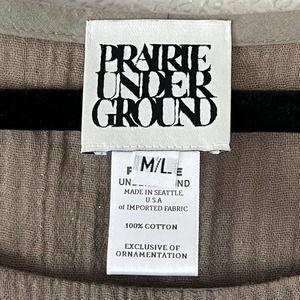 PRAIRIE
UNDER
GROUND
M/L
MADE IN SEATTLE,
U.S.A
of IMPORTED FABRIC
100% COTTON
EXCLUSIVE OF
ORNAMENTATION